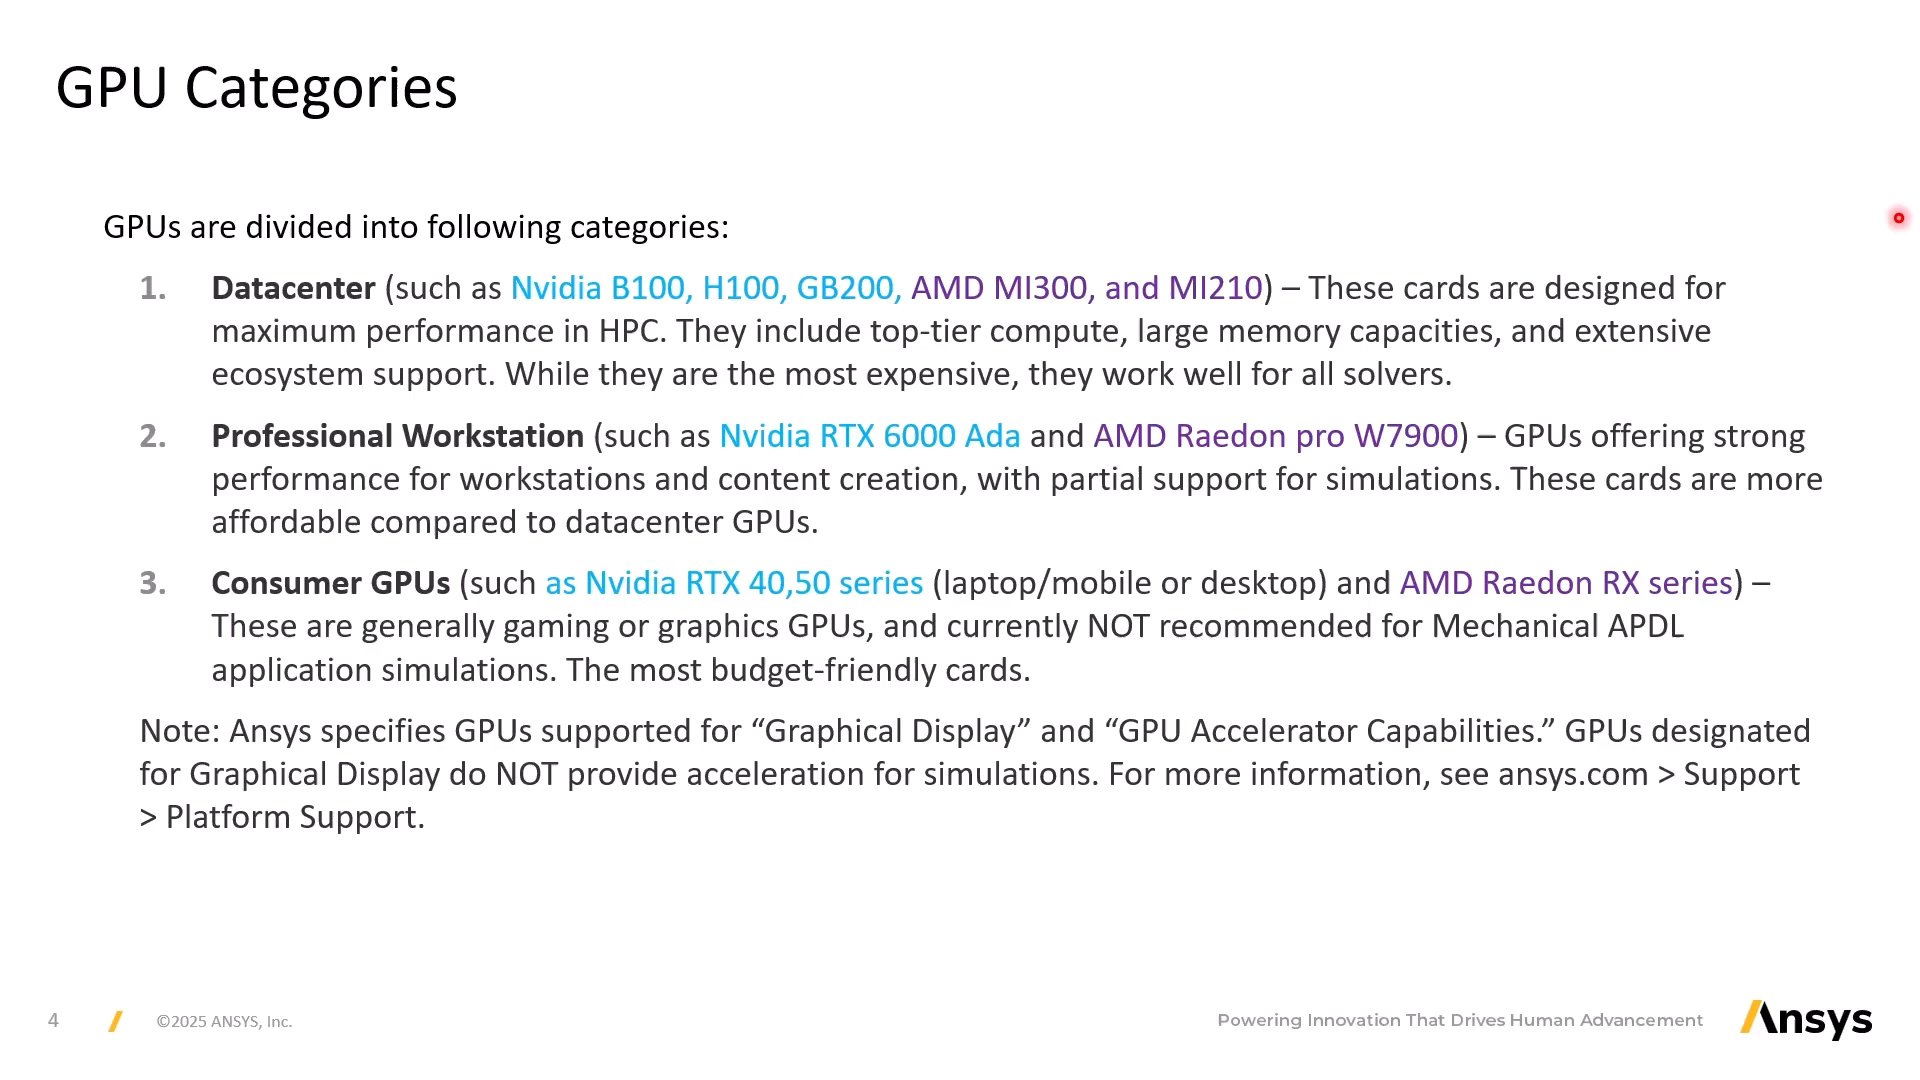 GPU Categories
GPUs are divided into following categories:
1. Datacenter (such as Nvidia B100, H100, GB200, AMD MI300, and MI210) – These cards are designed for
maximum performance in HPC. They include top-tier compute, large memory capacities, and extensive
ecosystem support. While they are the most expensive, they work well for all solvers.
2. Professional Workstation (such as Nvidia RTX 6000 Ada and AMD Raedon pro W7900) – GPUs offering strong
performance for workstations and content creation, with partial support for simulations. These cards are more
affordable compared to datacenter GPUs.
3. Consumer GPUs (such as Nvidia RTX 40,50 series (laptop/mobile or desktop) and AMD Raedon RX series) –
These are generally gaming or graphics GPUs, and currently NOT recommended for Mechanical APDL
application simulations. The most budget-friendly cards.
Note: Ansys specifies GPUs supported for “Graphical Display” and “GPU Accelerator Capabilities.” GPUs designated
for Graphical Display do NOT provide acceleration for simulations. For more information, see ansys.com > Support
> Platform Support.
4 ©2025 ANSYS, Inc. Powering Innovation That Drives Human Advancement Ansys